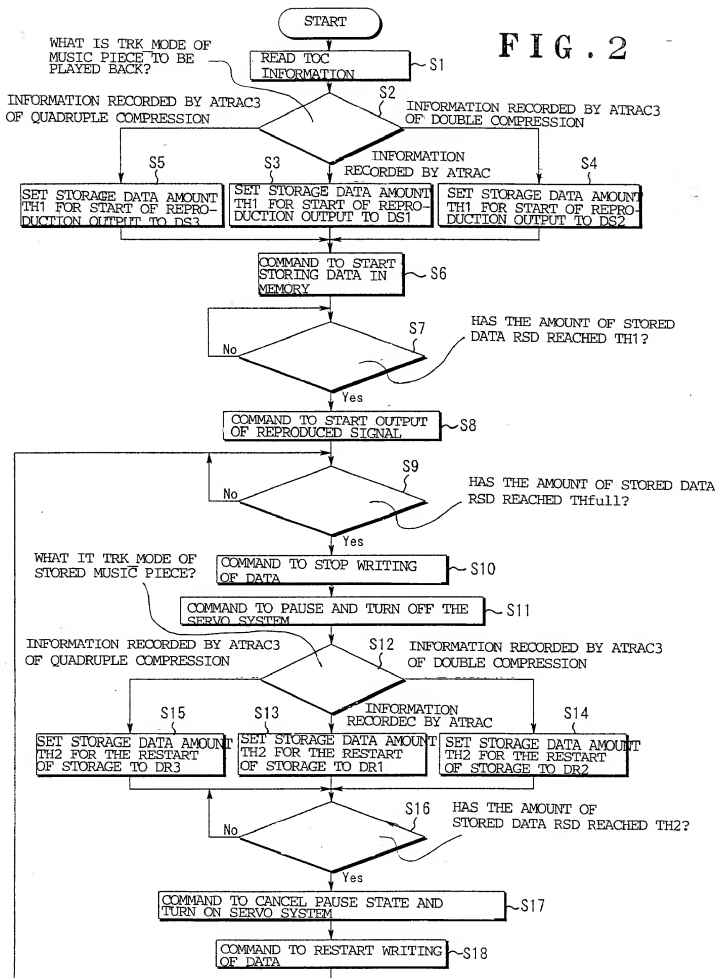 START
FIG. 2
WHAT IS TRK MODE OF
MUSIC PIECE TO BE
PLAYED BACK?
READ TOC
INFORMATION
S1
S2
INFORMATION RECORDED BY ATRAC3
OF QUADRUPLE COMPRESSION
INFORMATION RECORDED BY ATRAC3
OF DOUBLE COMPRESSION
INFORMATION
RECORDED BY ATRAC
S5
SET STORAGE DATA AMOUNT
TH1 FOR START OF REPRO-
DUCTION OUTPUT TO DS3
S3
SET STORAGE DATA AMOUNT
TH1 FOR START OF REPRO-
DUCTION OUTPUT TO DS1
S4
SET STORAGE DATA AMOUNT
TH1 FOR START OF REPRO-
DUCTION OUTPUT TO DS2
COMMAND TO START
STORING DATA IN
MEMORY
S6
S7
HAS THE AMOUNT OF STORED
DATA RSD REACHED TH1?
No
Yes
COMMAND TO START OUTPUT
OF REPRODUCED SIGNAL
S8
S9
HAS THE AMOUNT OF STORED DATA
RSD REACHED THfull?
No
Yes
WHAT IT TRK MODE OF
STORED MUSIC PIECE?
COMMAND TO STOP WRITING
OF DATA
S10
COMMAND TO PAUSE AND TURN OFF THE
SERVO SYSTEM
S11
S12
INFORMATION RECORDED BY ATRAC3
OF QUADRUPLE COMPRESSION
INFORMATION RECORDED BY ATRAC3
OF DOUBLE COMPRESSION
INFORMATION
RECORDEC BY ATRAC
S15
SET STORAGE DATA AMOUNT
TH2 FOR THE RESTART
OF STORAGE TO DR3
S13
SET STORAGE DATA AMOUNT
TH2 FOR THE RESTART
OF STORAGE TO DR1
S14
SET STORAGE DATA AMOUNT
TH2 FOR THE RESTART
OF STORAGE TO DR2
S16
HAS THE AMOUNT OF
STORED DATA RSD REACHED TH2?
No
Yes
COMMAND TO CANCEL PAUSE STATE AND
TURN ON SERVO SYSTEM
S17
COMMAND TO RESTART WRITING
OF DATA
S18